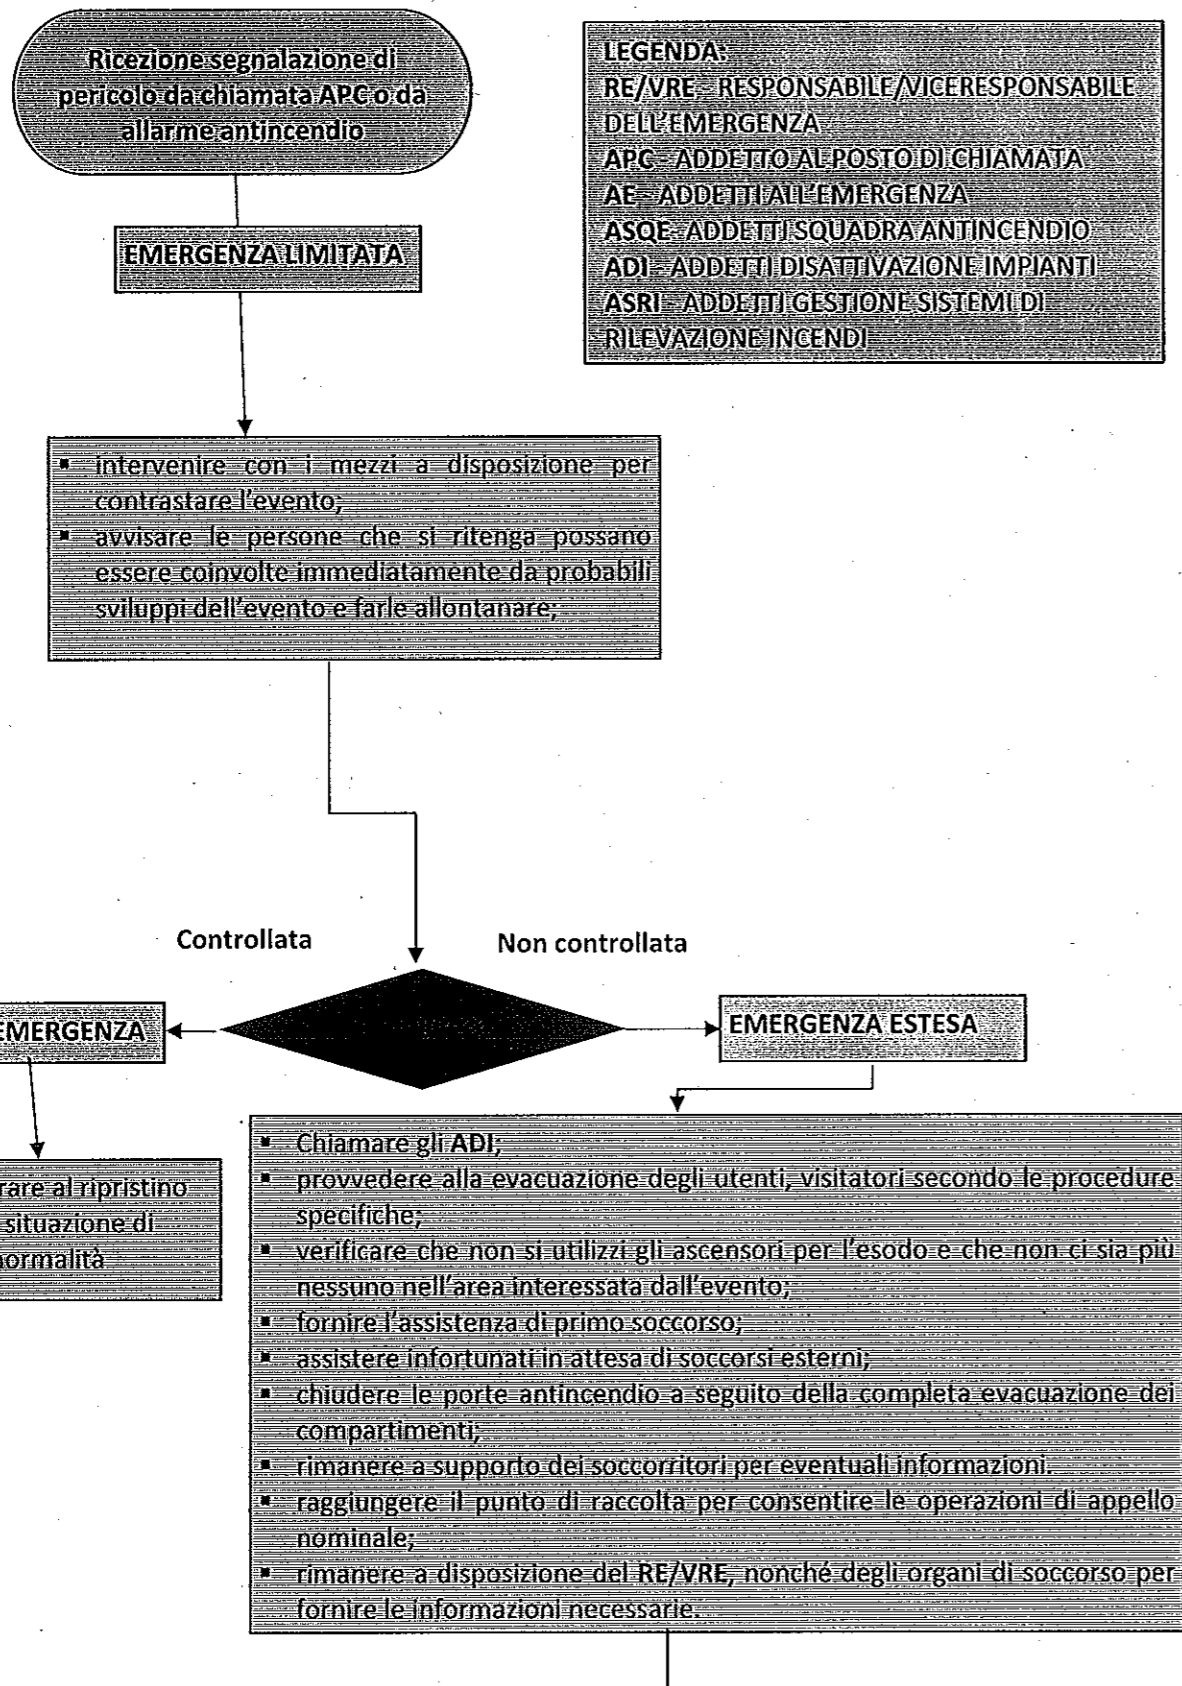 Ricezione segnalazione di
pericolo da chiamata APC o da
allarme antincendio
LEGENDA:
RE/VRE - RESPONSABILE/VICERESPONSABILE
DELL'EMERGENZA
APC - ADDETTO AL POSTO DI CHIAMATA
AE - ADDETTI ALL'EMERGENZA
ASQE- ADDETTI SQUADRA ANTINCENDIO
ADI - ADDETTI DISATTIVAZIONE IMPIANTI
ASRI - ADDETTI GESTIONE SISTEMI DI
RILEVAZIONE INCENDI
EMERGENZA LIMITATA
▪ intervenire con i mezzi a disposizione per
contrastare l'evento;
▪ avvisare le persone che si ritenga possano
essere coinvolte immediatamente da probabili
sviluppi dell'evento e farle allontanare;
Controllata
Non controllata
EMERGENZA
EMERGENZA ESTESA
rare al ripristino
situazione di
normalità
▪ Chiamare gli ADI;
▪ provvedere alla evacuazione degli utenti, visitatori secondo le procedure
specifiche;
▪ verificare che non si utilizzi gli ascensori per l'esodo e che non ci sia più
nessuno nell'area interessata dall'evento;
▪ fornire l'assistenza di primo soccorso;
▪ assistere infortunati in attesa di soccorsi esterni;
▪ chiudere le porte antincendio a seguito della completa evacuazione dei
compartimenti;
▪ rimanere a supporto dei soccorritori per eventuali informazioni.
▪ raggiungere il punto di raccolta per consentire le operazioni di appello
nominale;
▪ rimanere a disposizione del RE/VRE, nonché degli organi di soccorso per
fornire le informazioni necessarie.